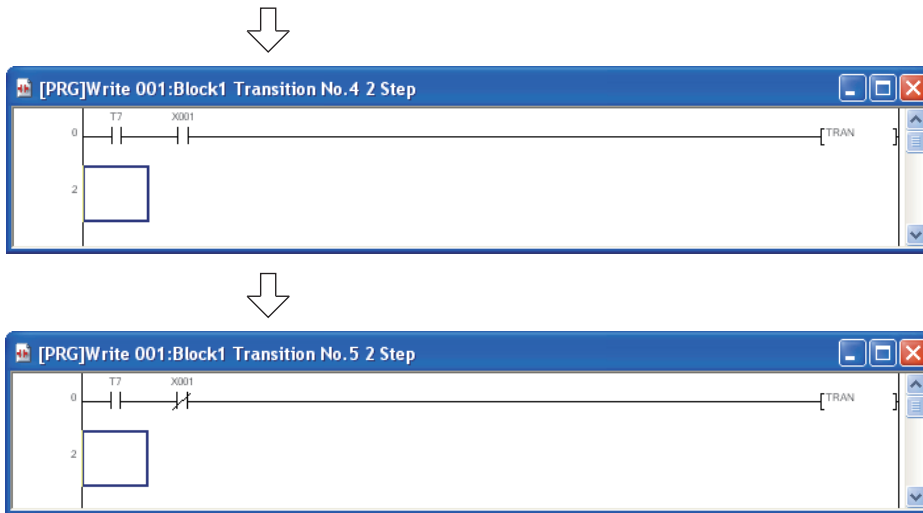 [PRG]Write 001:Block1 Transition No.4 2 Step
T7 X001
0 TRAN
2
[PRG]Write 001:Block1 Transition No.5 2 Step
T7 X001
0 TRAN
2